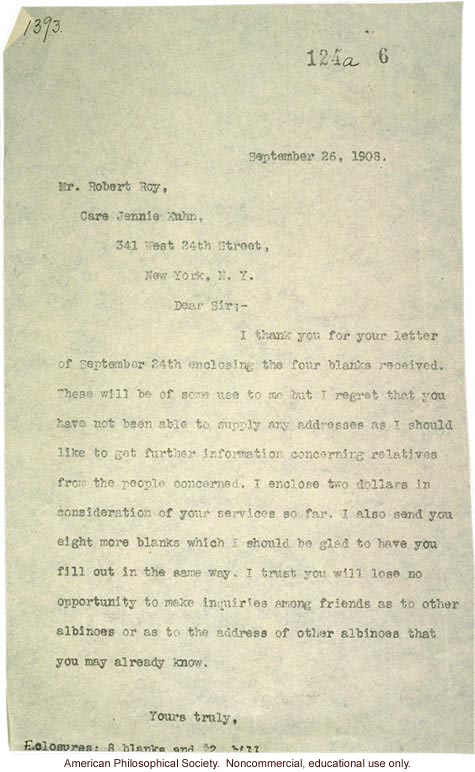 1393.
124a 6
September 26, 1908.
Mr. Robert Roy,
Care Jennie Kuhn,
341 West 24th Street,
New York, N. Y.
Dear Sir;-
I thank you for your letter
of September 24th enclosing the four blanks received.
These will be of some use to me but I regret that you
have not been able to supply any addresses as I should
like to get further information concerning relatives
from the people concerned. I enclose two dollars in
consideration of your services so far. I also send you
eight more blanks which I should be glad to have you
fill out in the same way. I trust you will lose no
opportunity to make inquiries among friends as to other
albinoes or as to the address of other albinoes that
you may already know.
Yours truly,
Eclosures: 8 blanks and $2. bill
American Philosophical Society. Noncommercial, educational use only.